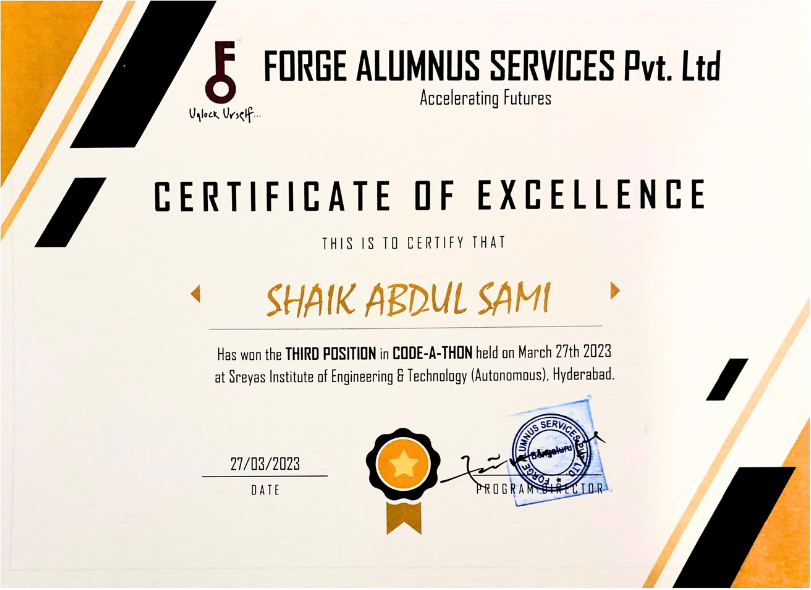 FORGE ALUMNUS SERVICES Pvt. Ltd
Accelerating Futures
Unlock Urself...
CERTIFICATE OF EXCELLENCE
THIS IS TO CERTIFY THAT
SHAIK ABDUL SAMI
Has won the THIRD POSITION in CODE-A-THON held on March 27th 2023
at Sreyas Institute of Engineering & Technology (Autonomous), Hyderabad.
27/03/2023
DATE
PROGRAM DIRECTOR
FORGE ALUMNUS SERVICES PVT LTD
Bangaluru